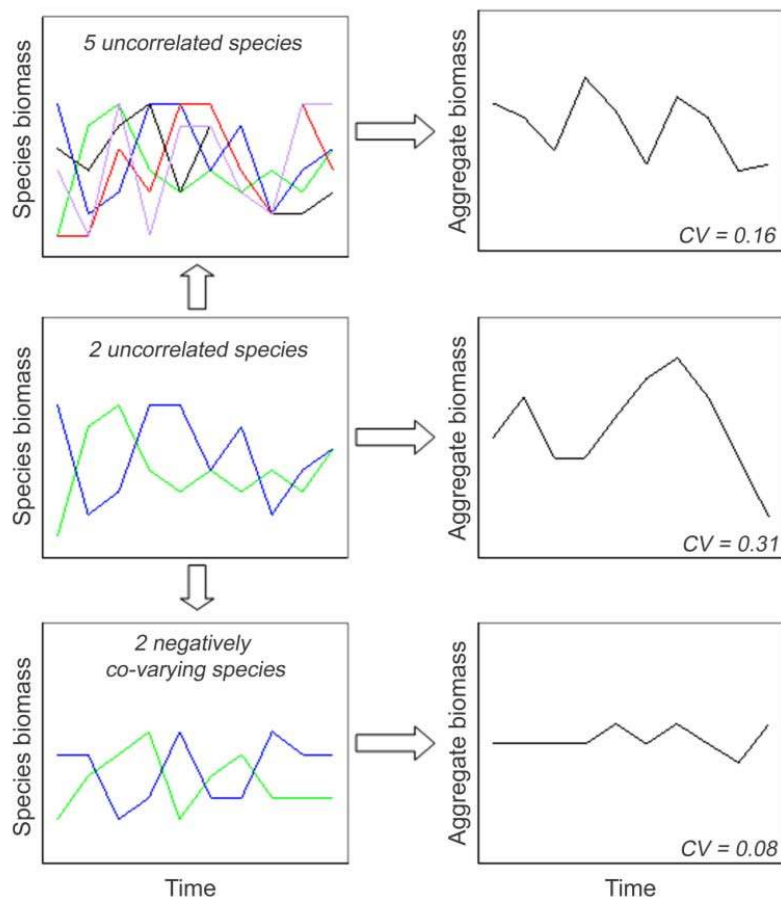 Species biomass
5 uncorrelated species
Aggregate biomass
CV = 0.16
Species biomass
2 uncorrelated species
Aggregate biomass
CV = 0.31
Species biomass
2 negatively
co-varying species
Time
Aggregate biomass
CV = 0.08
Time